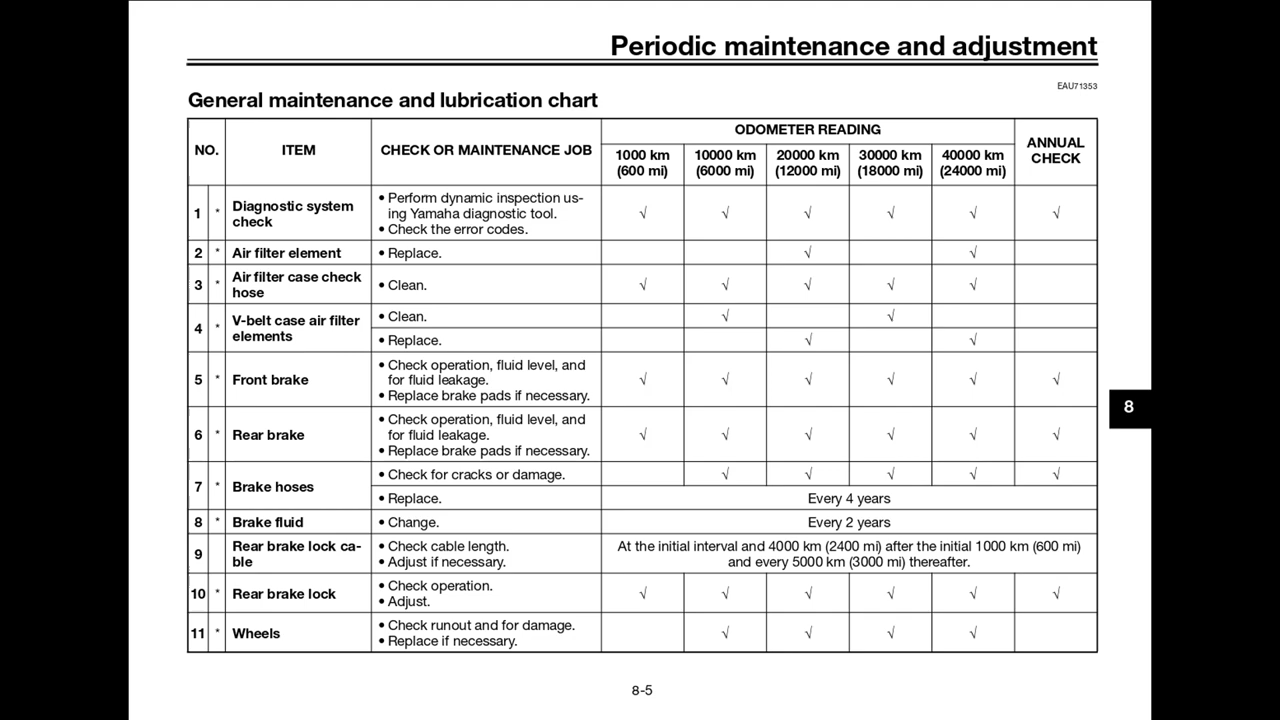 Periodic maintenance and adjustment
EAU71353
General maintenance and lubrication chart
NO. ITEM CHECK OR MAINTENANCE JOB ODOMETER READING ANNUAL CHECK
1000 km (600 mi) 10000 km (6000 mi) 20000 km (12000 mi) 30000 km (18000 mi) 40000 km (24000 mi)
1 * Diagnostic system check • Perform dynamic inspection us-
ing Yamaha diagnostic tool.
• Check the error codes. √ √ √ √ √ √
2 * Air filter element • Replace. √ √
3 * Air filter case check hose • Clean. √ √ √ √ √
4 * V-belt case air filter elements • Clean. √ √
• Replace. √ √
5 * Front brake • Check operation, fluid level, and
for fluid leakage.
• Replace brake pads if necessary. √ √ √ √ √ √
6 * Rear brake • Check operation, fluid level, and
for fluid leakage.
• Replace brake pads if necessary. √ √ √ √ √ √
7 * Brake hoses • Check for cracks or damage. √ √ √ √ √
• Replace. Every 4 years
8 * Brake fluid • Change. Every 2 years
9 Rear brake lock ca-
ble • Check cable length.
• Adjust if necessary. At the initial interval and 4000 km (2400 mi) after the initial 1000 km (600 mi)
and every 5000 km (3000 mi) thereafter.
10 * Rear brake lock • Check operation.
• Adjust. √ √ √ √ √ √
11 * Wheels • Check runout and for damage.
• Replace if necessary. √ √ √ √
8
8-5